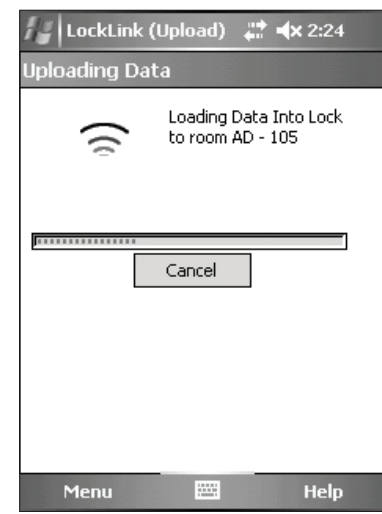 LockLink (Upload) 2:24
Uploading Data
Loading Data Into Lock
to room AD - 105
Cancel
Menu Help